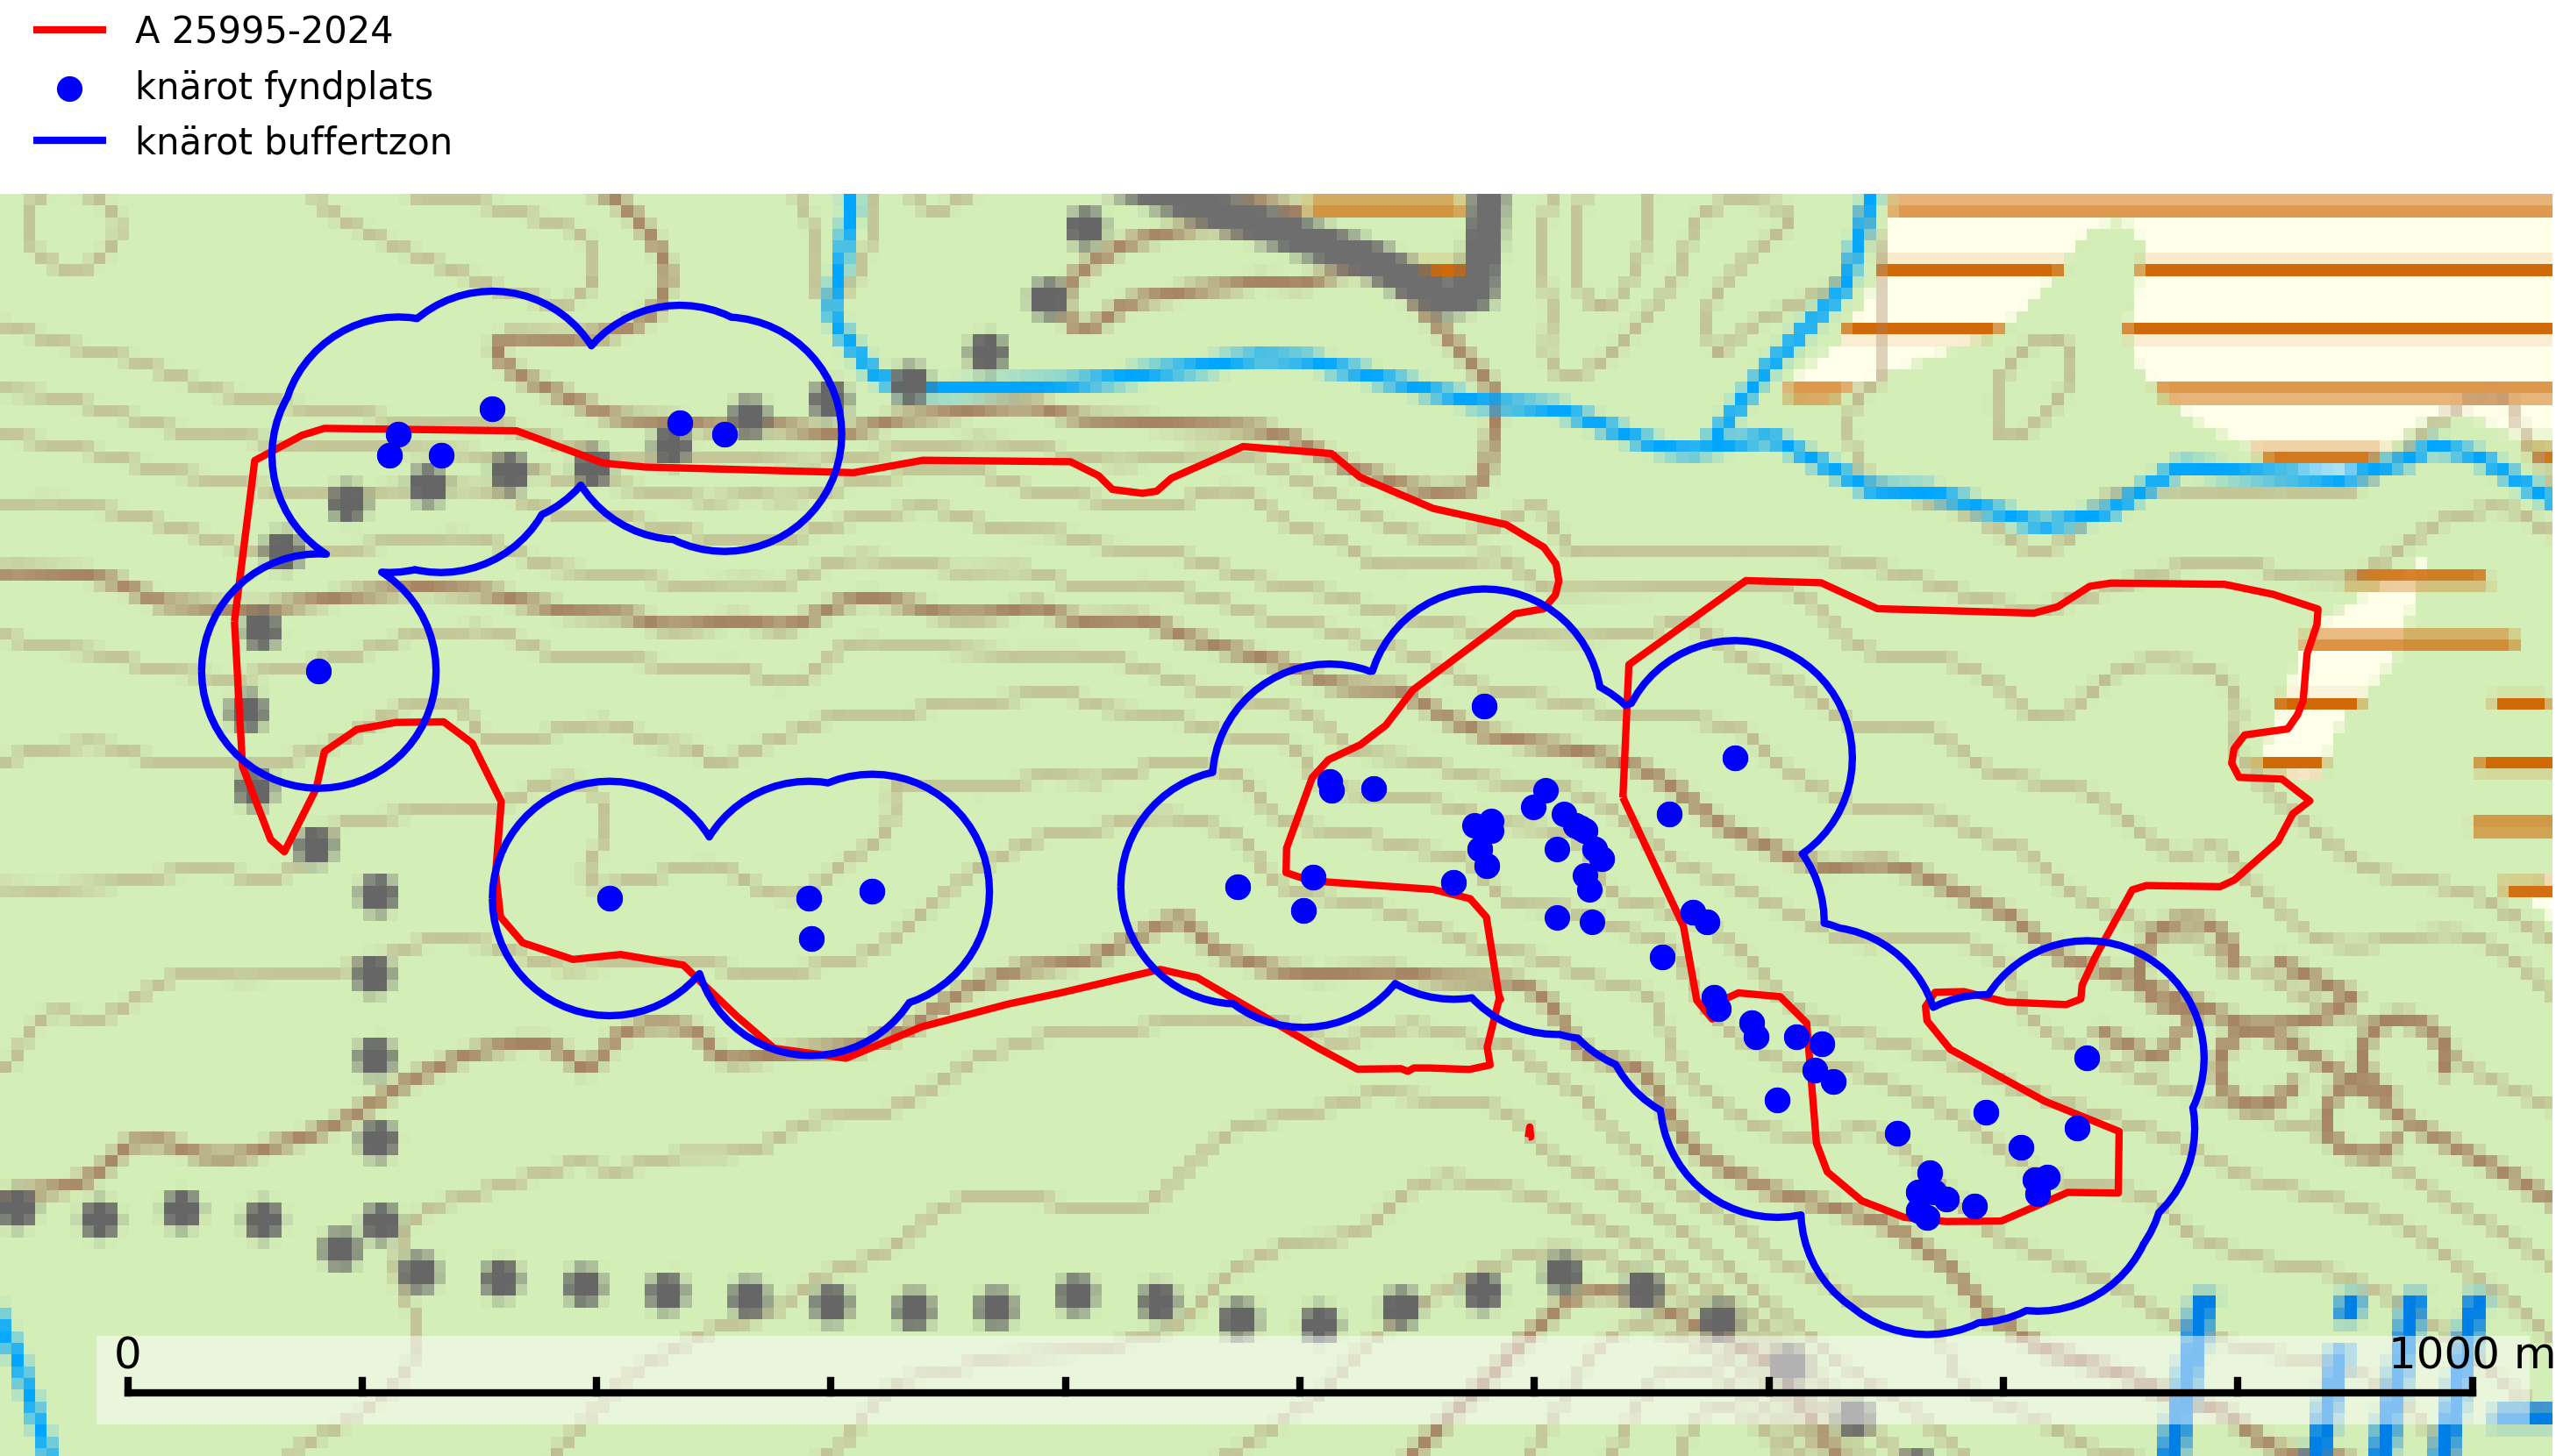 A 25995-2024
knärot fyndplats
knärot buffertzon
0
1000 m